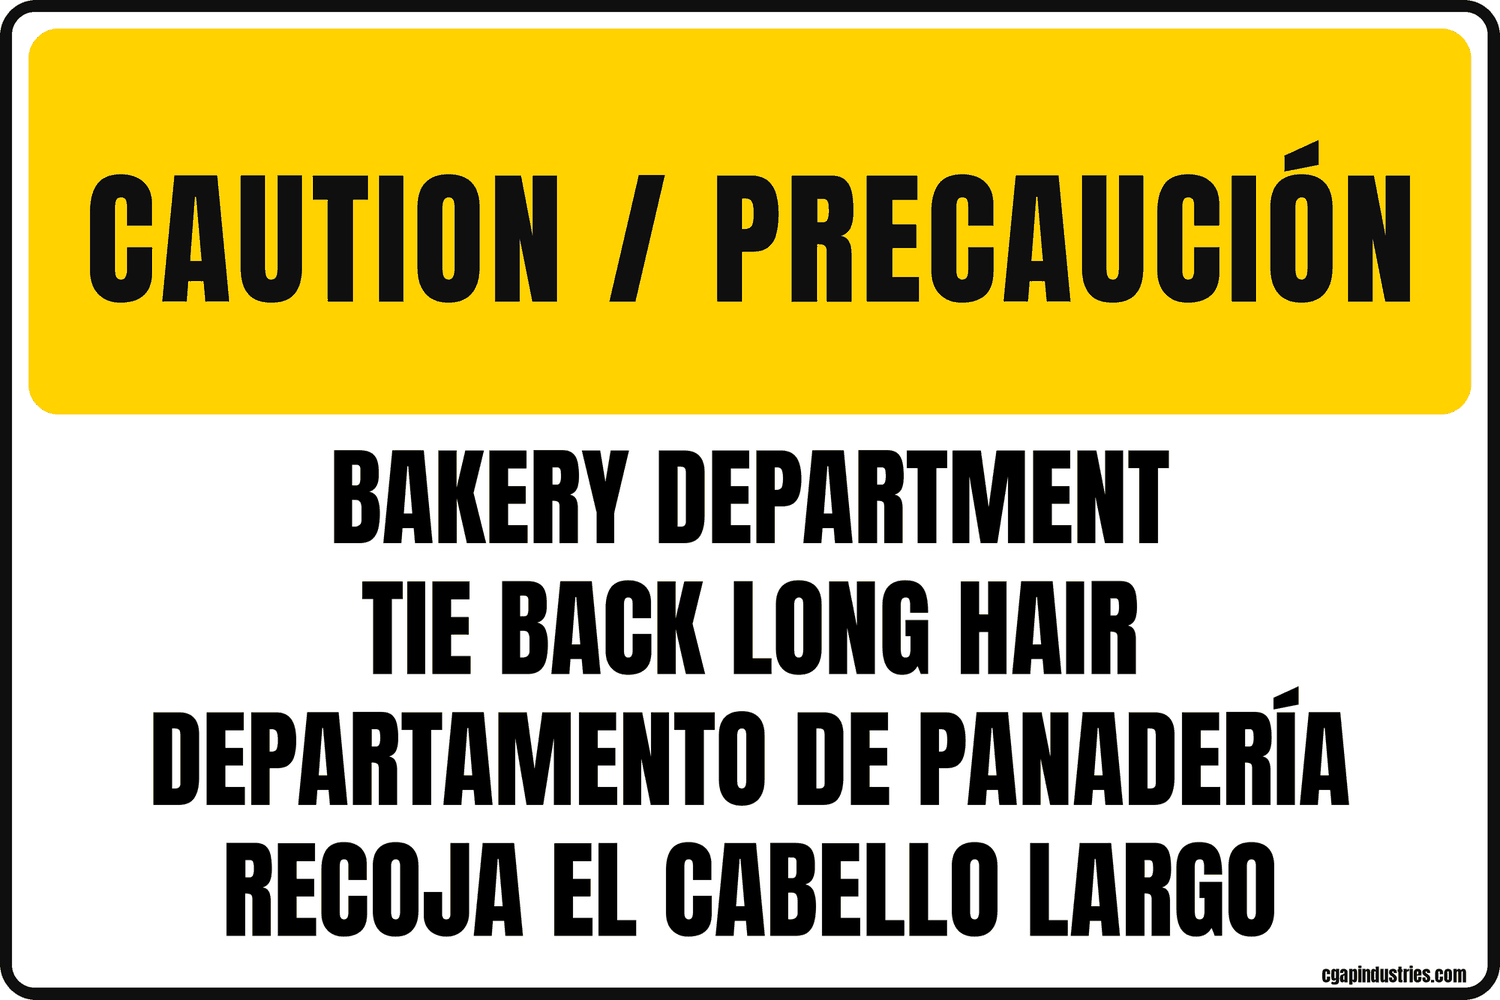 CAUTION / PRECAUCIÓN
BAKERY DEPARTMENT
TIE BACK LONG HAIR
DEPARTAMENTO DE PANADERÍA
RECOJA EL CABELLO LARGO
cgapindustries.com